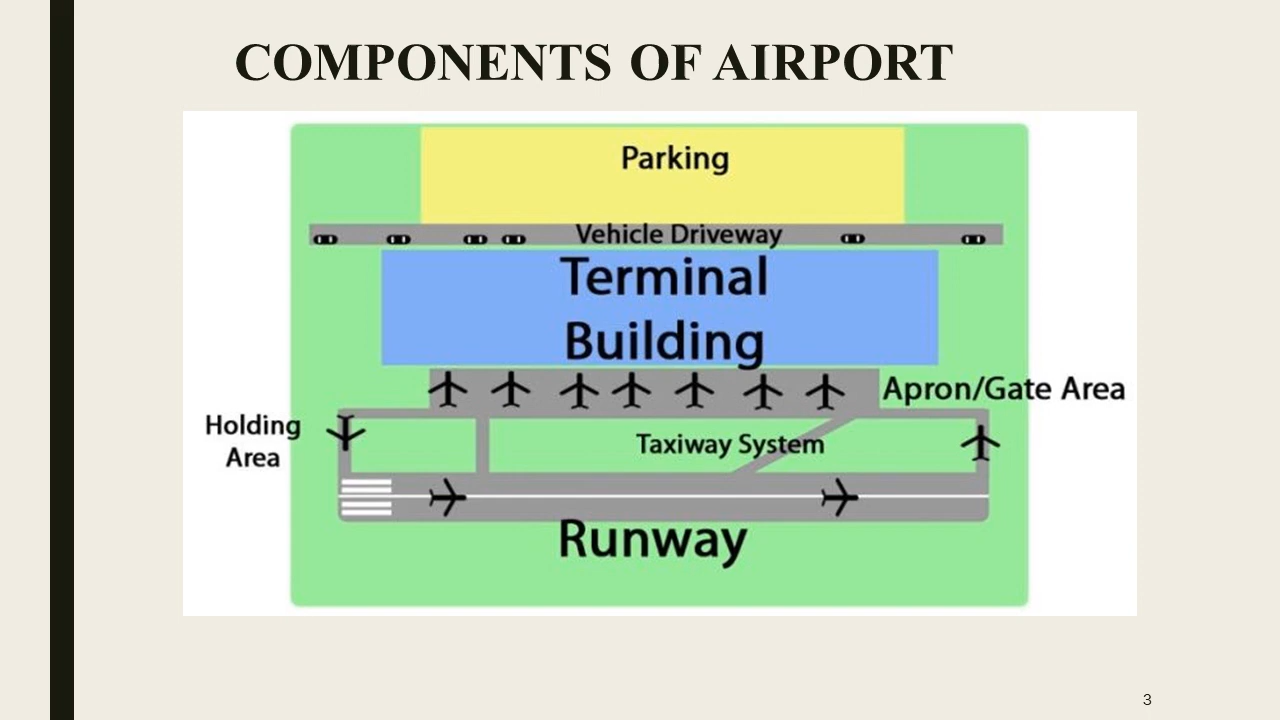 COMPONENTS OF AIRPORT
Parking
Vehicle Driveway
Terminal
Building
Apron/Gate Area
Holding
Area
Taxiway System
Runway
3